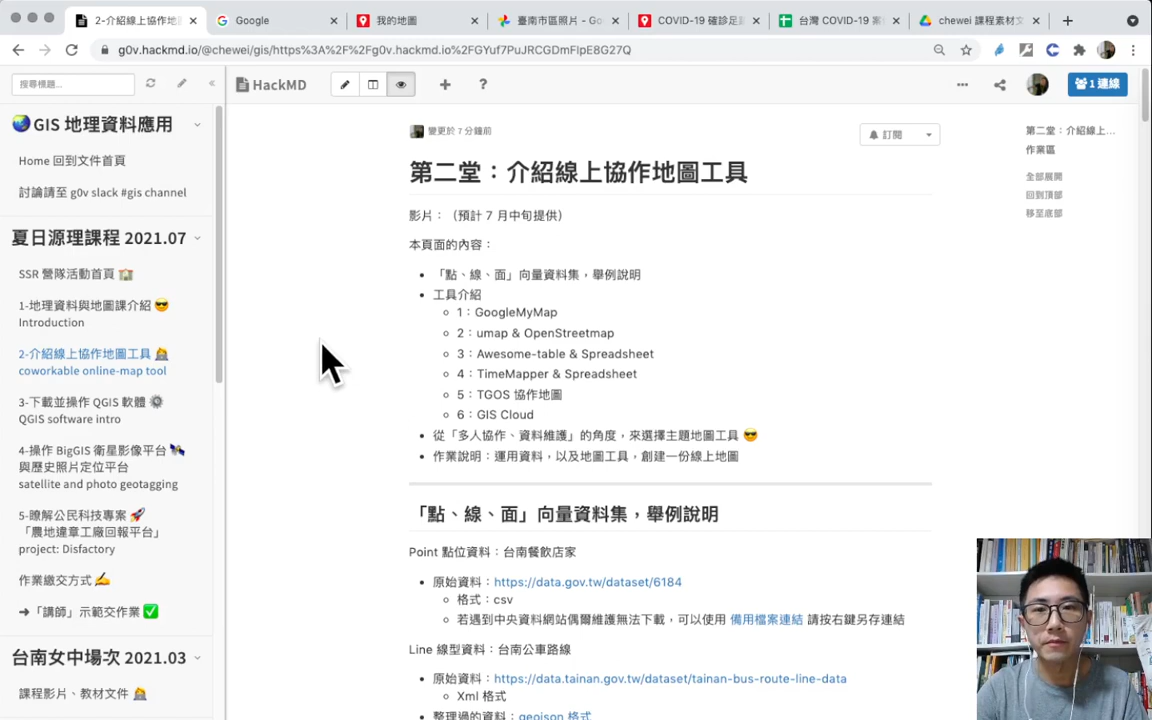 2-介紹線上協作地
Google
我的地圖
臺南市區照片 - Go
COVID-19 確診足
台灣 COVID-19 案
chewei 課程素材文
g0v.hackmd.io/@chewei/gis/https%3A%2F%2Fg0v.hackmd.io%2FGYuf7PuJRCGDmFlpE8G27Q
搜尋標題...
HackMD
1 連線
GIS 地理資料應用
Home 回到文件首頁
討論請至 g0v slack #gis channel
夏日源理課程 2021.07
SSR 營隊活動首頁
1-地理資料與地圖課介紹 😎
Introduction
2-介紹線上協作地圖工具
coworkable online-map tool
3-下載並操作 QGIS 軟體
QGIS software intro
4-操作 BigGIS 衛星影像平台
與歷史照片定位平台
satellite and photo geotagging
5-瞭解公民科技專案 🚀
「農地違章工廠回報平台」
project: Disfactory
作業繳交方式 ✍
➜「講師」示範交作業 ✅
台南女中場次 2021.03
課程影片、教材文件
變更於 7 分鐘前
訂閱
第二堂：介紹線上協作地圖工具
影片：（預計 7 月中旬提供）
本頁面的內容：
「點、線、面」向量資料集，舉例說明
工具介紹
1：GoogleMyMap
2：umap & OpenStreetmap
3：Awesome-table & Spreadsheet
4：TimeMapper & Spreadsheet
5：TGOS 協作地圖
6：GIS Cloud
從「多人協作、資料維護」的角度，來選擇主題地圖工具 😎
作業說明：運用資料，以及地圖工具，創建一份線上地圖
「點、線、面」向量資料集，舉例說明
Point 點位資料：台南餐飲店家
原始資料：https://data.gov.tw/dataset/6184
格式：csv
若遇到中央資料網站偶爾維護無法下載，可以使用 備用檔案連結 請按右鍵另存連結
Line 線型資料：台南公車路線
原始資料：https://data.tainan.gov.tw/dataset/tainan-bus-route-line-data
Xml 格式
整理過的資料：geojson 格式
第二堂：介紹線上...
作業區
全部展開
回到頂部
移至底部